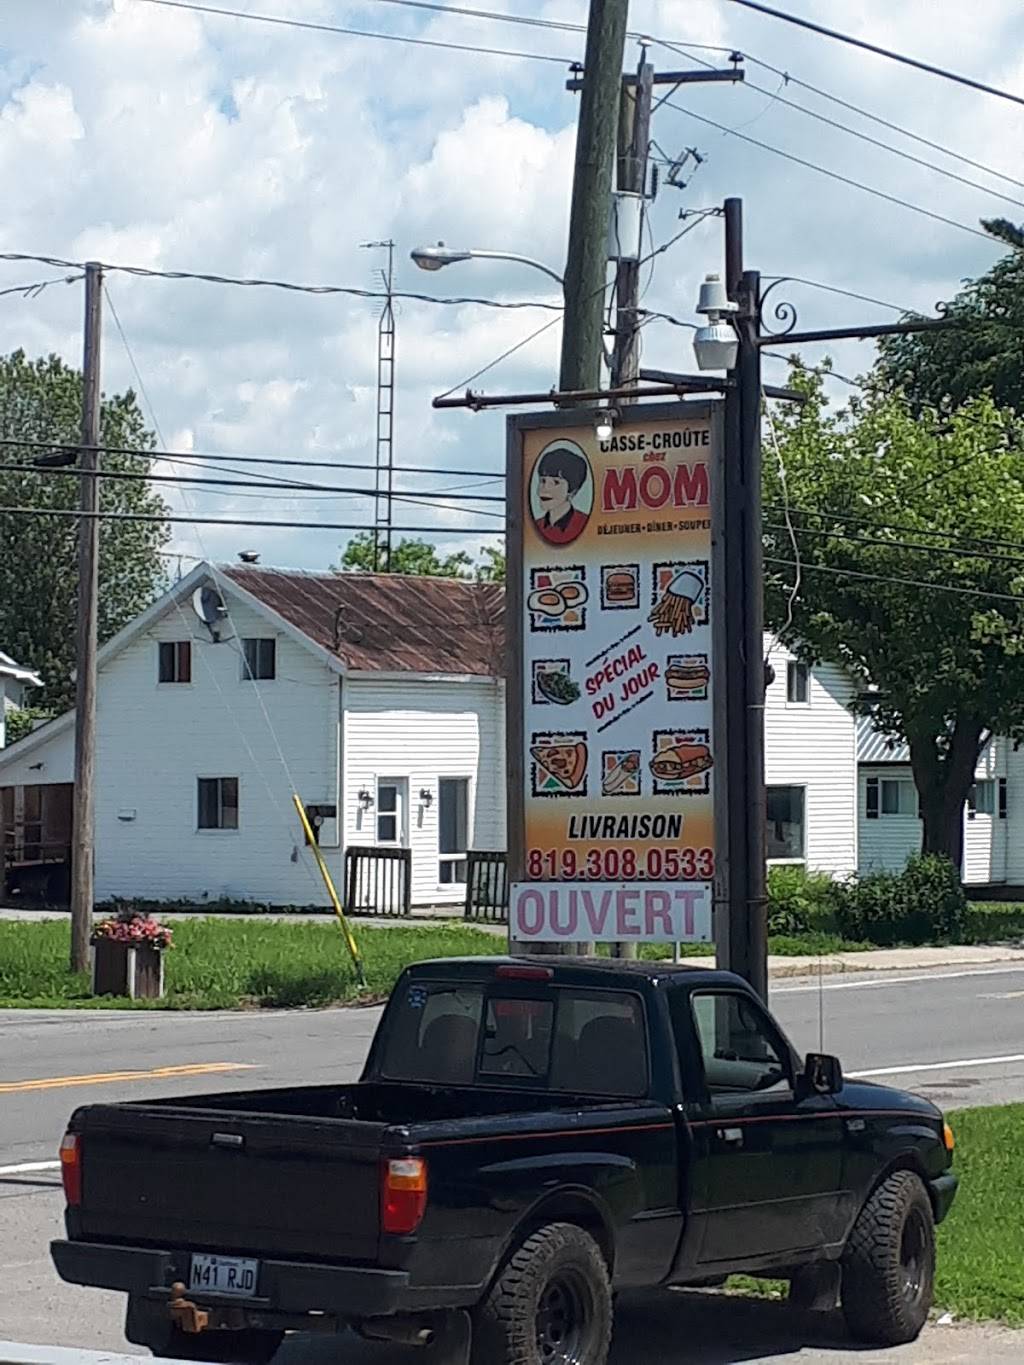 CASSE-CROÛTE
chez
MOM
DÉJEUNER•DÎNER•SOUPER
SPÉCIAL
DU JOUR
LIVRAISON
819.308.0533
OUVERT
N41 RJD